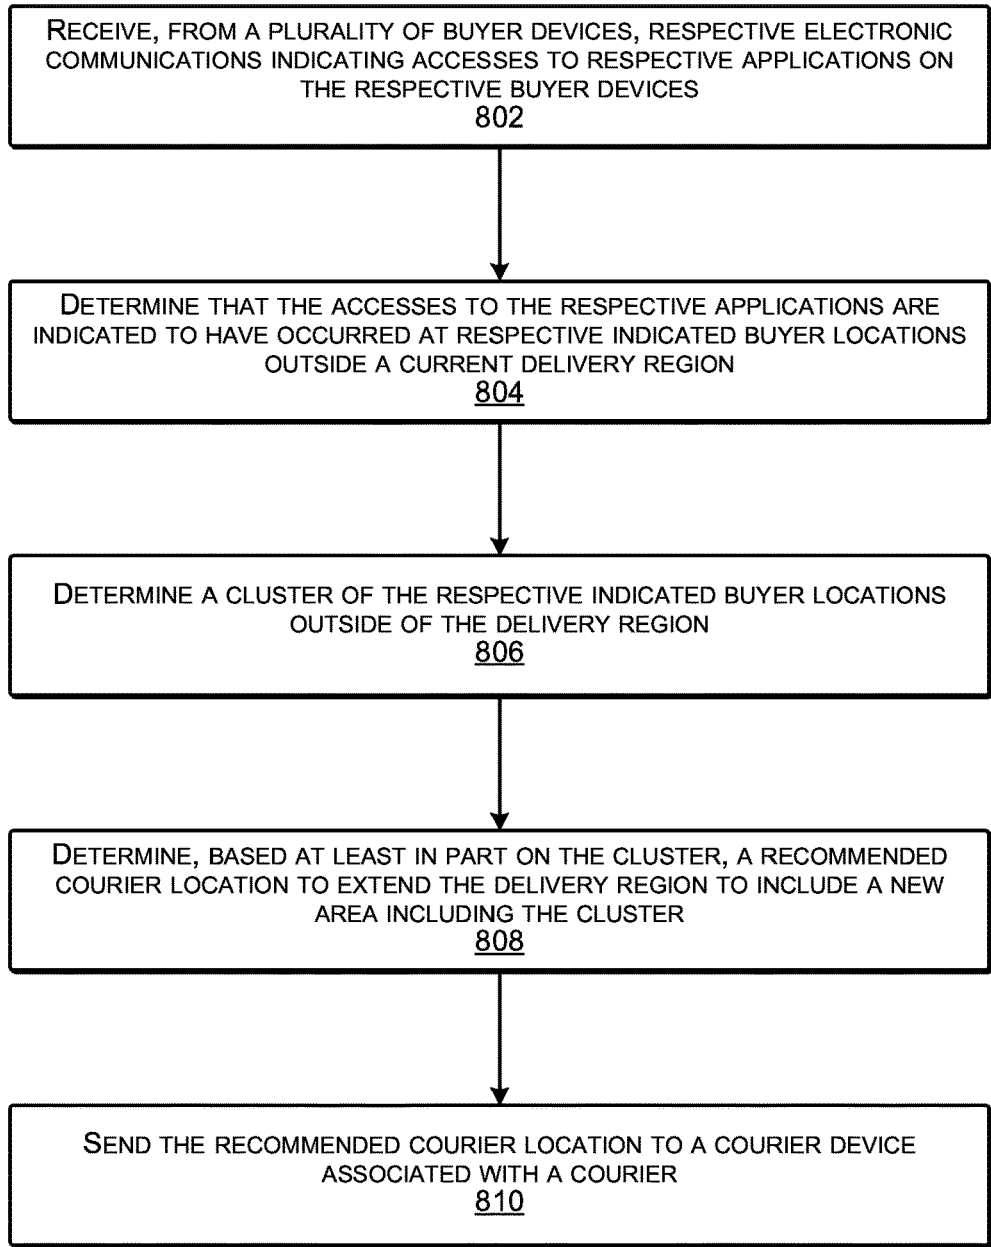 RECEIVE, FROM A PLURALITY OF BUYER DEVICES, RESPECTIVE ELECTRONIC
COMMUNICATIONS INDICATING ACCESSES TO RESPECTIVE APPLICATIONS ON
THE RESPECTIVE BUYER DEVICES
802
DETERMINE THAT THE ACCESSES TO THE RESPECTIVE APPLICATIONS ARE
INDICATED TO HAVE OCCURRED AT RESPECTIVE INDICATED BUYER LOCATIONS
OUTSIDE A CURRENT DELIVERY REGION
804
DETERMINE A CLUSTER OF THE RESPECTIVE INDICATED BUYER LOCATIONS
OUTSIDE OF THE DELIVERY REGION
806
DETERMINE, BASED AT LEAST IN PART ON THE CLUSTER, A RECOMMENDED
COURIER LOCATION TO EXTEND THE DELIVERY REGION TO INCLUDE A NEW
AREA INCLUDING THE CLUSTER
808
SEND THE RECOMMENDED COURIER LOCATION TO A COURIER DEVICE
ASSOCIATED WITH A COURIER
810